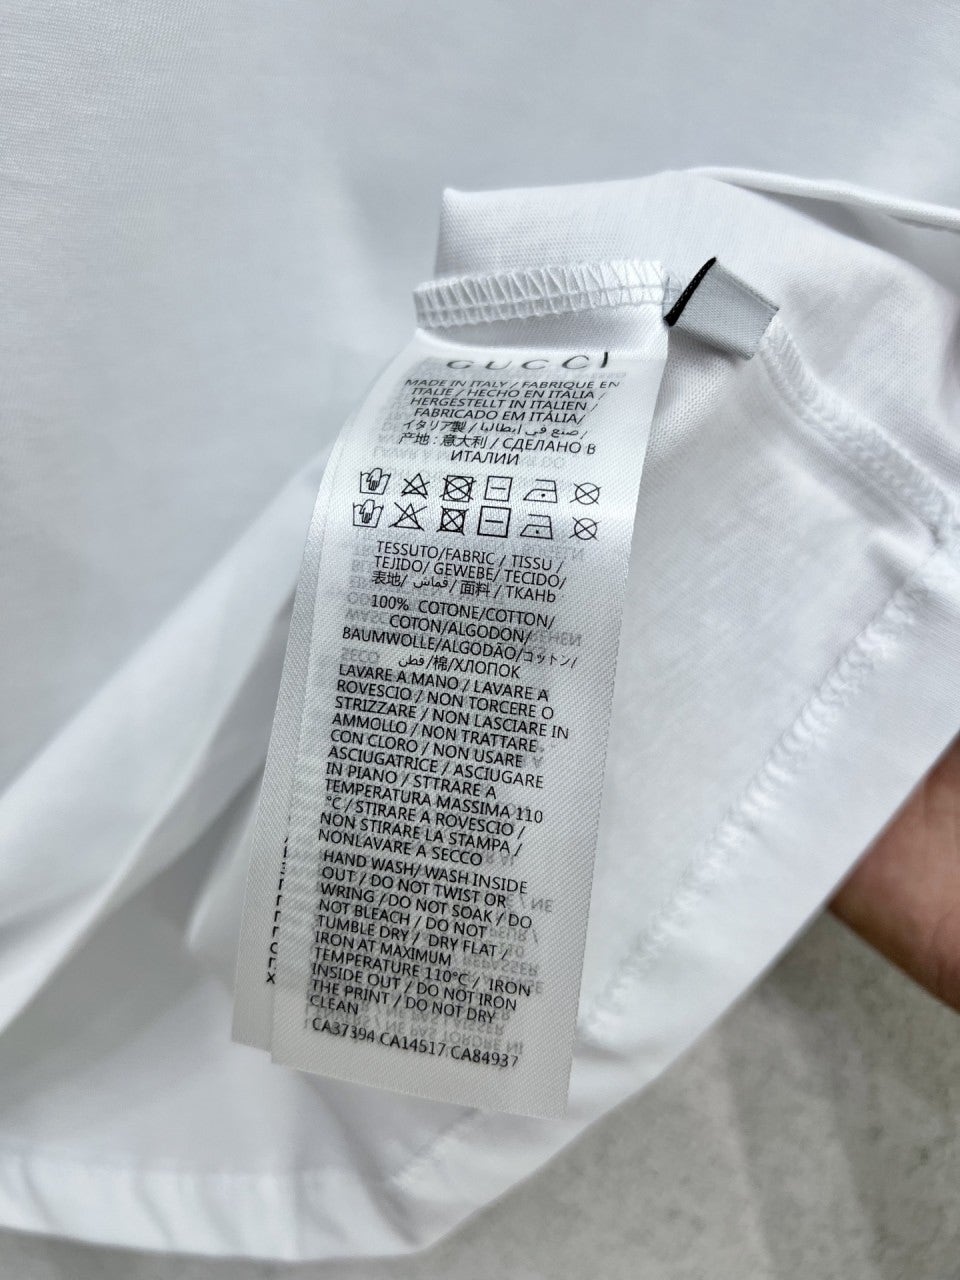 GUCCI
MADE IN ITALY / FABRIQUE EN
ITALIE / HECHO EN ITALIA /
HERGESTELLT IN ITALIEN /
FABRICADO EM ITALIA/
イタリア製 / صنع في إيطاليا /
产地 : 意大利 / СДЕЛАНО В
ИТАЛИИ
TESSUTO/FABRIC / TISSU /
TEJIDO/ GEWEBE/ TECIDO/
表地/ قماش / 面料 / ТКАНЬ
100% COTONE/COTTON/
COTON/ALGODON/
BAUMWOLLE/ALGODÃO/コットン/
قطن /棉/ХЛОПОК
LAVARE A MANO / LAVARE A
ROVESCIO / NON TORCERE O
STRIZZARE / NON LASCIARE IN
AMMOLLO / NON TRATTARE
CON CLORO / NON USARE
ASCIUGATRICE / ASCIUGARE
IN PIANO / STTRARE A
TEMPERATURA MASSIMA 110
°C / STIRARE A ROVESCIO /
NON STIRARE LA STAMPA /
NONLAVARE A SECCO
HAND WASH/ WASH INSIDE
OUT / DO NOT TWIST OR
WRING /DO NOT SOAK / DO
NOT BLEACH / DO NOT
TUMBLE DRY / DRY FLAT /
IRON AT MAXIMUM
TEMPERATURE 110°C / IRON
INSIDE OUT / DO NOT IRON
THE PRINT / DO NOT DRY
CLEAN
CA37394 CA14517 CA84937